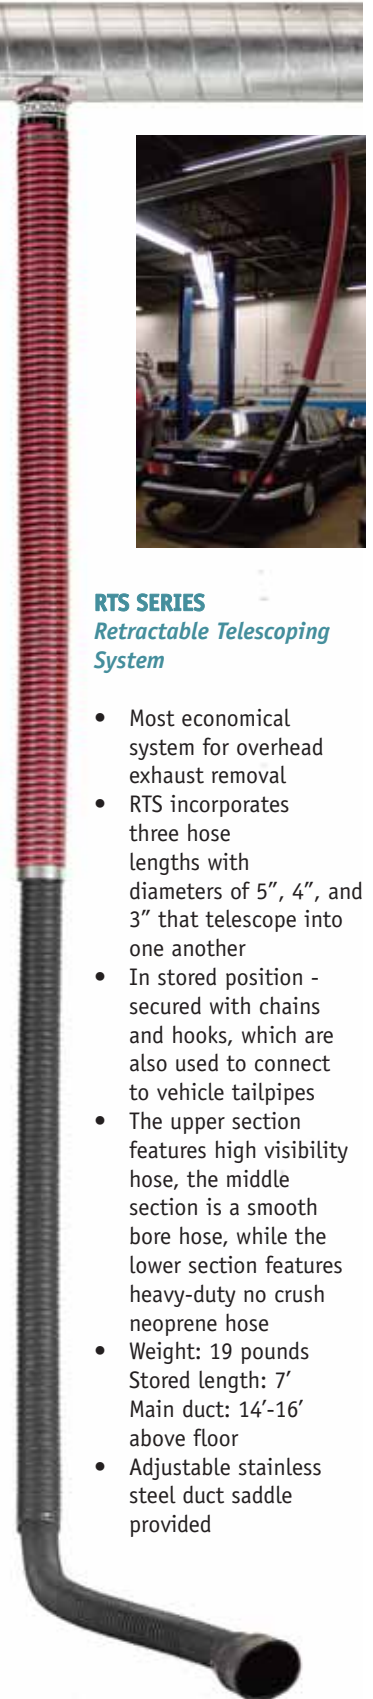 RTS SERIES
Retractable Telescoping
System
• Most economical
system for overhead
exhaust removal
• RTS incorporates
three hose
lengths with
diameters of 5”, 4”, and
3” that telescope into
one another
• In stored position -
secured with chains
and hooks, which are
also used to connect
to vehicle tailpipes
• The upper section
features high visibility
hose, the middle
section is a smooth
bore hose, while the
lower section features
heavy-duty no crush
neoprene hose
• Weight: 19 pounds
Stored length: 7’
Main duct: 14’-16’
above floor
• Adjustable stainless
steel duct saddle
provided